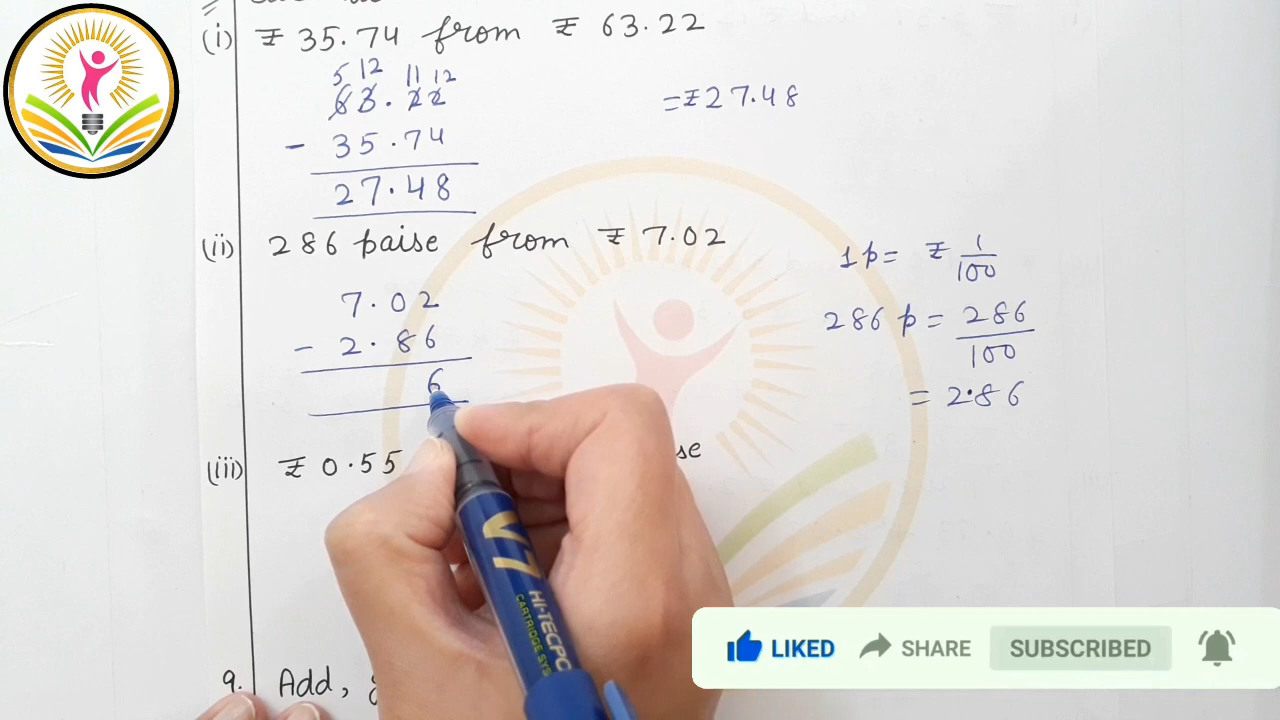 (i) ₹ 35.74 from ₹ 63.22
5 12 11 12
63.22 =₹27.48
- 35.74
27.48
(ii) 286 paise from ₹ 7.02
1 p = ₹ 1/100
7.02
286 p = 286/100
- 2.86
6
= 2.86
(iii) ₹ 0.55
9. Add,
V7 HI-TECPO
CARTRIDGE SYS
LIKED SHARE SUBSCRIBED